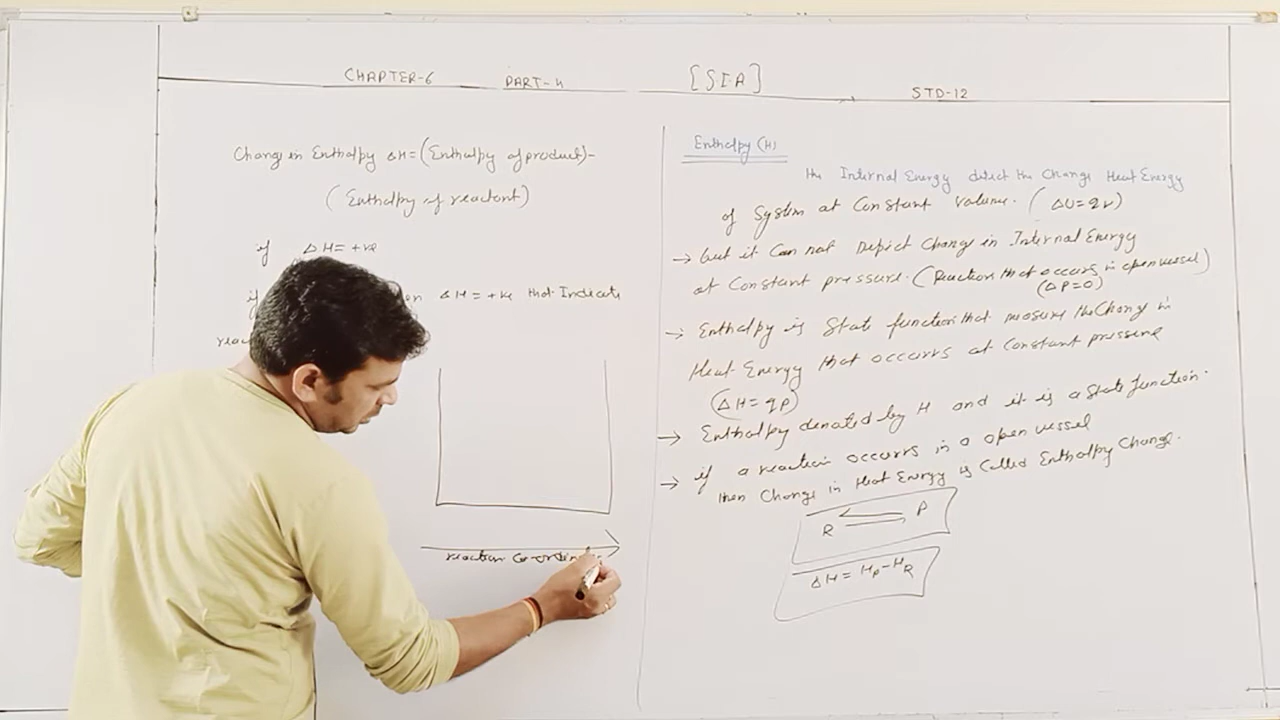 CHAPTER-6 PART-4 [SIA] STD-12
Change in Enthalpy ΔH = (Enthalpy of product) -
(Enthalpy of reactant)
if ΔH = +ve
if
ΔH = +ve that Indicate
reac
reaction Co-ordin
Enthalpy (H)
the Internal Energy detect the Change Heat Energy
of System at Constant Volume. (ΔU = qv)
→ but it Can not Depict Change in Internal Energy
at Constant pressure. (Reaction that occurs in open vessel)
(ΔP=0)
→ Enthalpy is State function that measure the Change in
Heat Energy that occurrs at Constant pressure
(ΔH = qp)
→ Enthalpy denoted by H and it is a State function.
→ if a reaction occurrs in a open vessel
then Change in Heat Energy is Called Enthalpy Change.
R ⇌ P
ΔH = Hp - HR